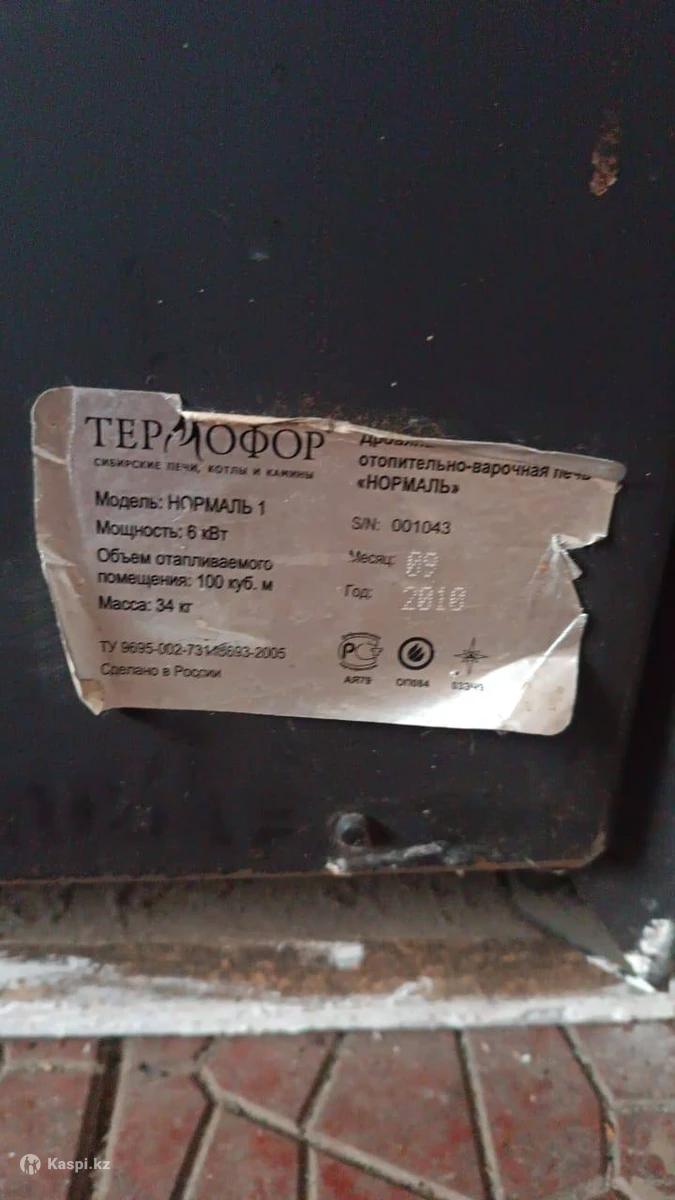 ТЕРМОФОР
СИБИРСКИЕ ПЕЧИ, КОТЛЫ И КАМИНЫ
Модель: НОРМАЛЬ 1
Мощность: 6 кВт
Объем отапливаемого
помещения: 100 куб. м
Масса: 34 кг
ТУ 9695-002-73148693-2005
Сделано в России
отопительно-варочная печь
«НОРМАЛЬ»
S/N: 001043
Месяц: 09
Год: 2010
РС
АЯ79
ОП084
Kaspi.kz